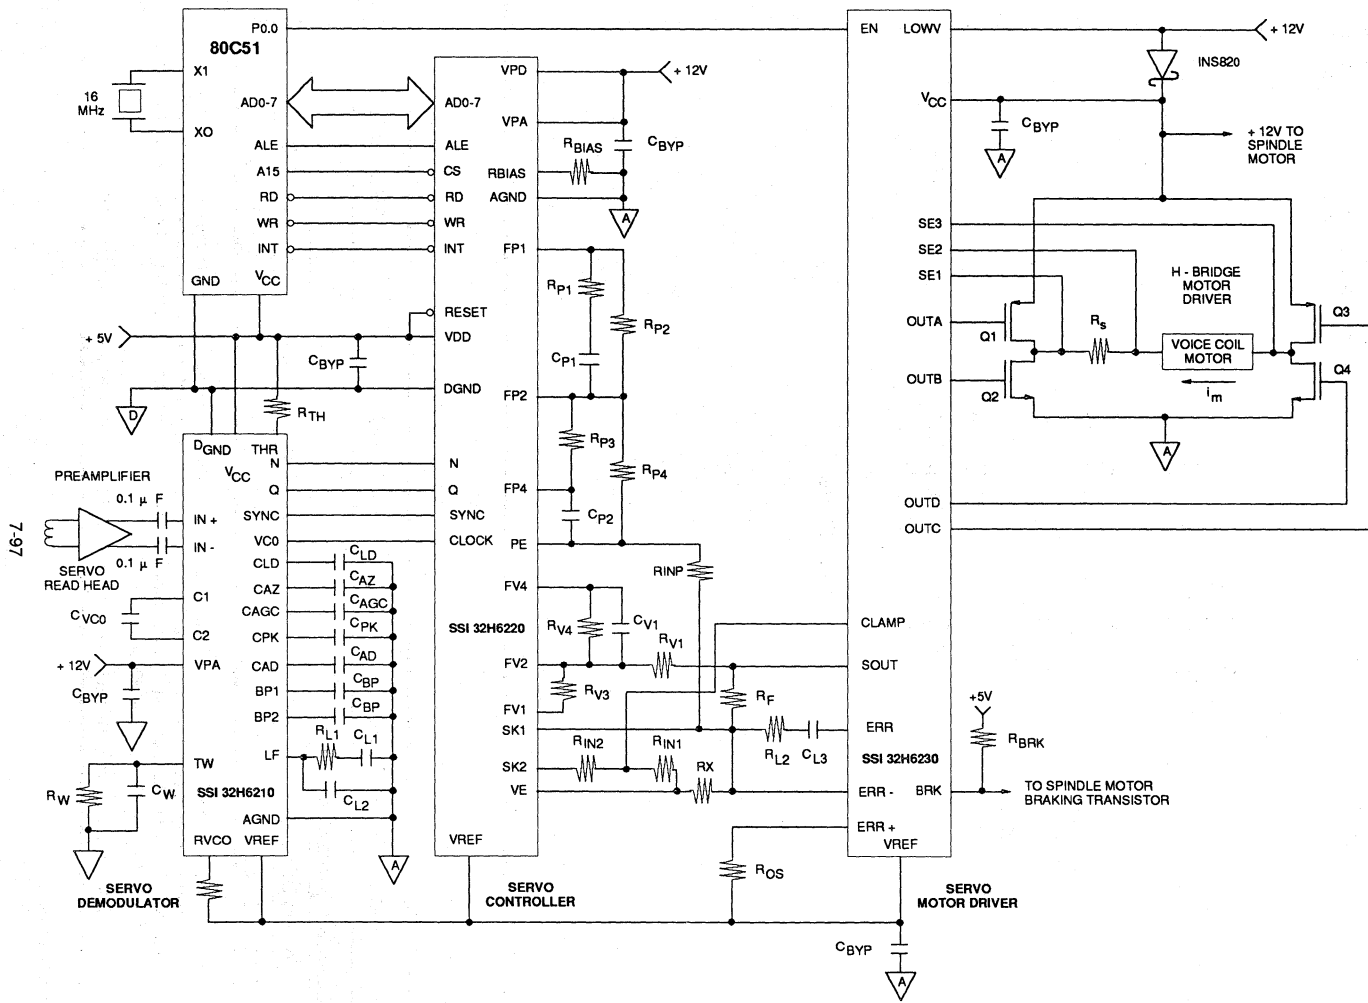 P0.0
80C51
X1
16
MHz
XO
AD0-7
ALE
A15
RD
WR
INT
GND
VCC
+ 5V
D
RTH
VPD
AD0-7
VPA
ALE
CS
RBIAS
RD
AGND
WR
INT
FP1
RESET
VDD
DGND
FP2
N
FP4
Q
SYNC
PE
CLOCK
FV4
SSI 32H6220
FV2
FV1
SK1
SK2
VE
VREF
SERVO
CONTROLLER
+ 12V
RBIAS
CBYP
A
RP1
RP2
CP1
CBYP
RP3
RP4
CP2
RINP
RV4
CV1
RV1
RV3
RF
RIN2
RIN1
RX
RL2
CL3
ROS
DGND
VCC
THR
N
Q
SYNC
VC0
IN +
IN -
CLD
CAZ
C1
CAGC
C2
CPK
CAD
VPA
BP1
BP2
LF
TW
SSI 32H6210
AGND
RVCO
VREF
SERVO
DEMODULATOR
PREAMPLIFIER
0.1 μ F
0.1 μ F
SERVO
READ HEAD
CVC0
+ 12V
CBYP
RW
CW
CLD
CAZ
CAGC
CPK
CAD
CBP
CBP
RL1
CL1
CL2
A
EN
LOWV
VCC
SE3
SE2
SE1
OUTA
OUTB
OUTD
OUTC
CLAMP
SOUT
ERR
SSI 32H6230
ERR -
BRK
ERR +
VREF
SERVO
MOTOR DRIVER
CBYP
A
+ 12V
INS820
CBYP
A
+ 12V TO
SPINDLE
MOTOR
H - BRIDGE
MOTOR
DRIVER
Q1
Q2
Rs
VOICE COIL
MOTOR
im
Q3
Q4
A
+5V
RBRK
TO SPINDLE MOTOR
BRAKING TRANSISTOR
7-97